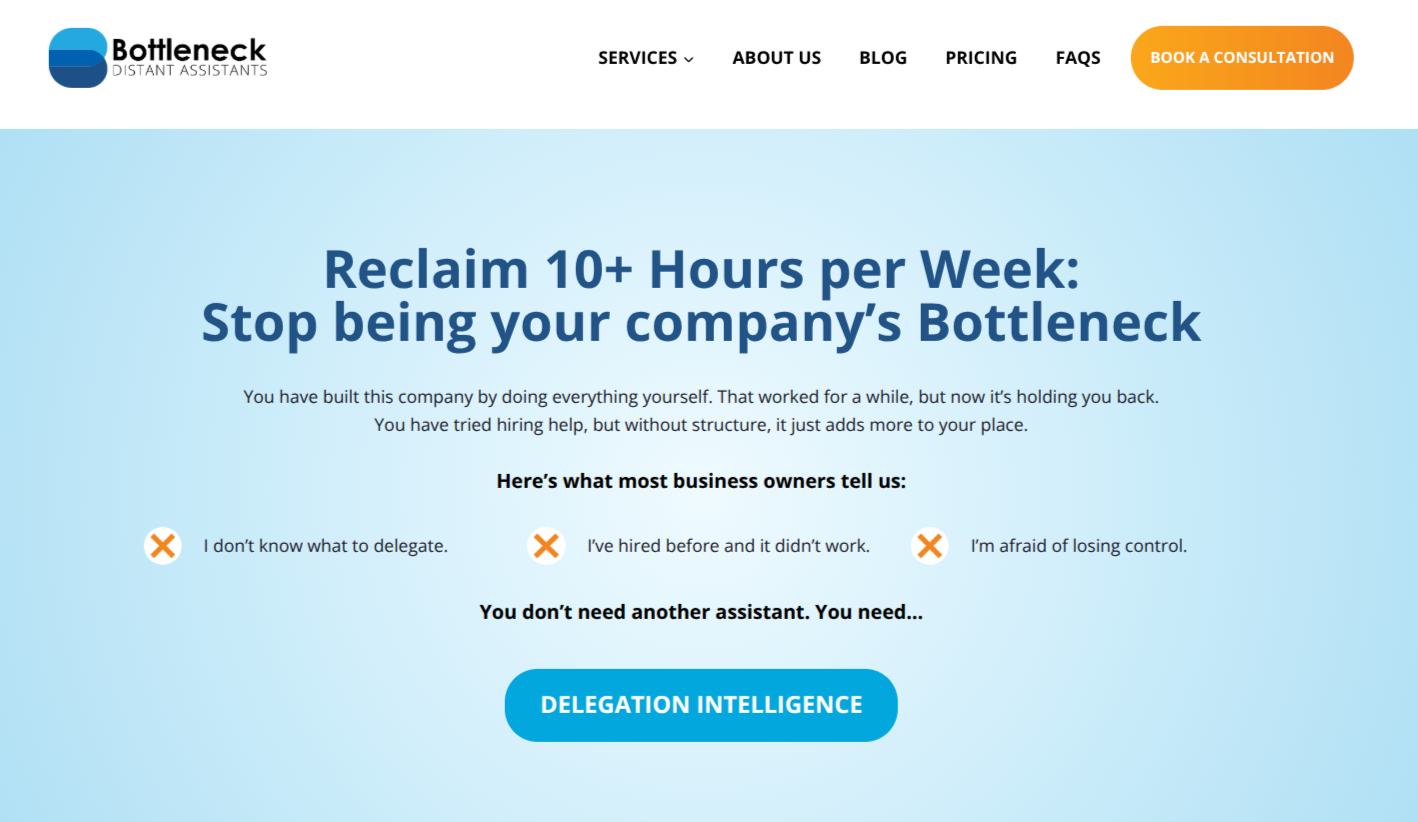 Bottleneck
DISTANT ASSISTANTS
SERVICES
ABOUT US
BLOG
PRICING
FAQS
BOOK A CONSULTATION
Reclaim 10+ Hours per Week:
Stop being your company’s Bottleneck
You have built this company by doing everything yourself. That worked for a while, but now it’s holding you back.
You have tried hiring help, but without structure, it just adds more to your place.
Here’s what most business owners tell us:
I don’t know what to delegate.
I’ve hired before and it didn’t work.
I’m afraid of losing control.
You don’t need another assistant. You need...
DELEGATION INTELLIGENCE